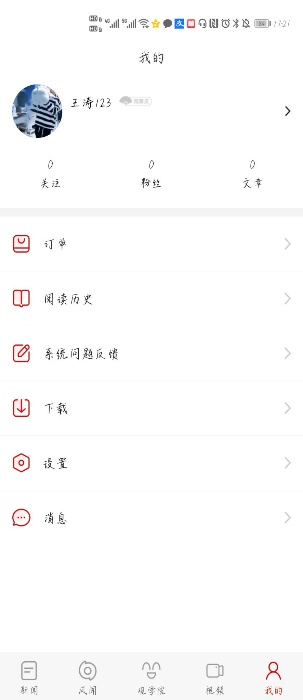 17:21
我的
王涛123
0
0
0
关注
粉丝
文章
订单
阅读历史
系统问题反馈
下载
设置
消息
新闻
风闻
观学院
视频
我的